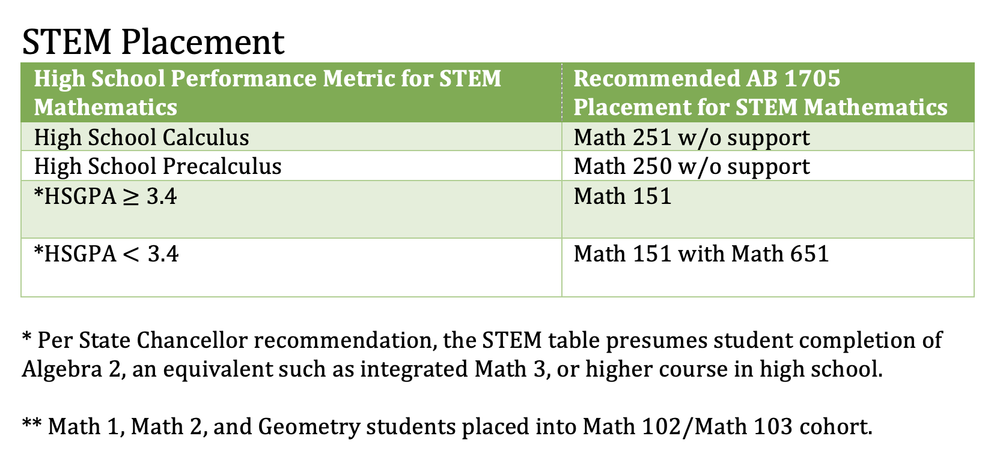 STEM Placement
High School Performance Metric for STEM
Mathematics
Recommended AB 1705
Placement for STEM Mathematics
High School Calculus
Math 251 w/o support
High School Precalculus
Math 250 w/o support
*HSGPA ≥ 3.4
Math 151
*HSGPA < 3.4
Math 151 with Math 651
* Per State Chancellor recommendation, the STEM table presumes student completion of
Algebra 2, an equivalent such as integrated Math 3, or higher course in high school.
** Math 1, Math 2, and Geometry students placed into Math 102/Math 103 cohort.